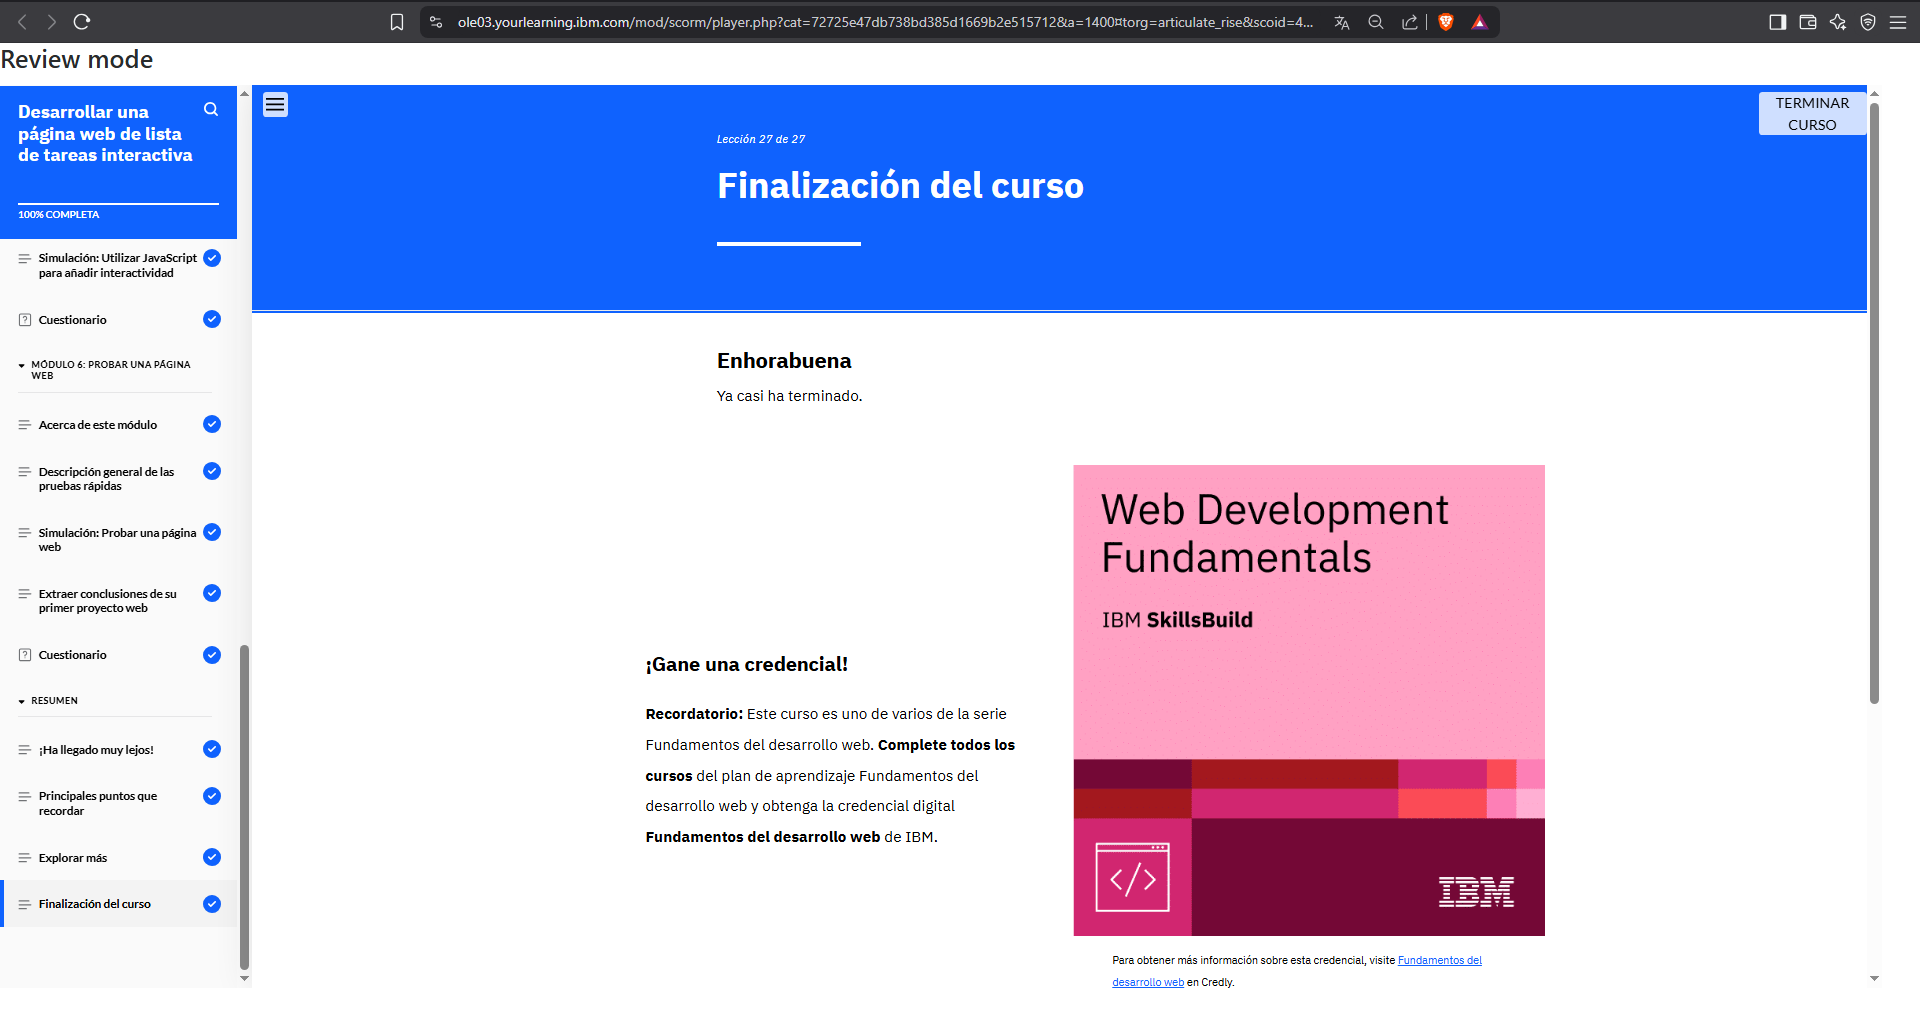 ole03.yourlearning.ibm.com/mod/scorm/player.php?cat=72725e47db738bd385d1669b2e515712&a=1400¤torg=articulate_rise&scoid=4...
Review mode
Desarrollar una
página web de lista
de tareas interactiva
100% COMPLETA
Simulación: Utilizar JavaScript
para añadir interactividad
Cuestionario
MÓDULO 6: PROBAR UNA PÁGINA
WEB
Acerca de este módulo
Descripción general de las
pruebas rápidas
Simulación: Probar una página
web
Extraer conclusiones de su
primer proyecto web
Cuestionario
RESUMEN
¡Ha llegado muy lejos!
Principales puntos que
recordar
Explorar más
Finalización del curso
TERMINAR
CURSO
Lección 27 de 27
Finalización del curso
Enhorabuena
Ya casi ha terminado.
¡Gane una credencial!
Recordatorio: Este curso es uno de varios de la serie
Fundamentos del desarrollo web. Complete todos los
cursos del plan de aprendizaje Fundamentos del
desarrollo web y obtenga la credencial digital
Fundamentos del desarrollo web de IBM.
Web Development
Fundamentals
IBM SkillsBuild
</>
IBM
Para obtener más información sobre esta credencial, visite Fundamentos del
desarrollo web en Credly.